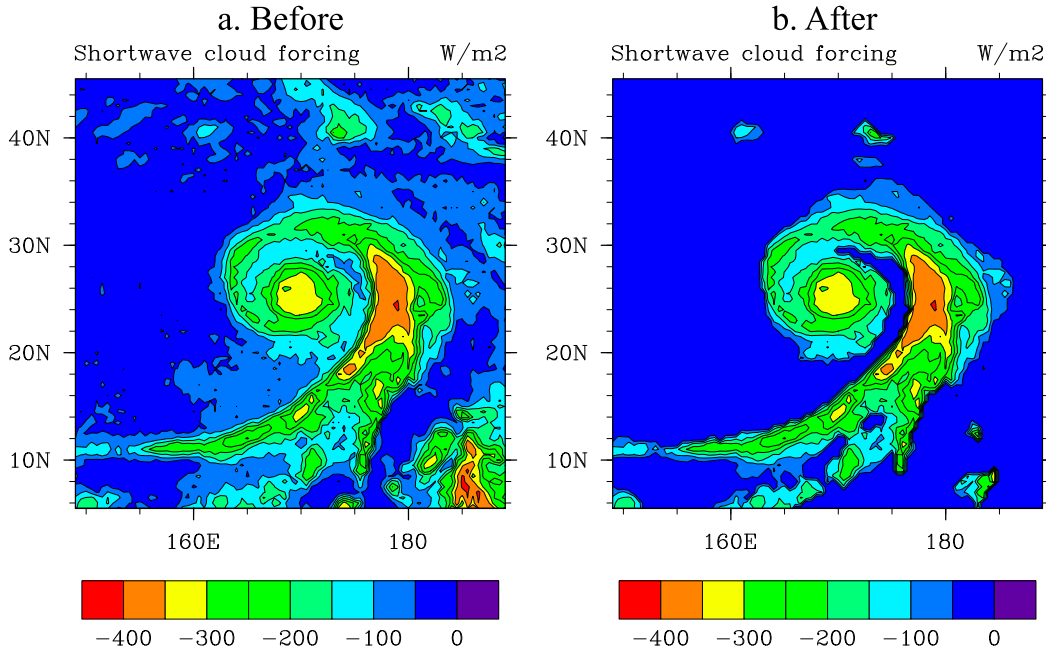 a. Before
b. After
Shortwave cloud forcing W/m2
Shortwave cloud forcing W/m2
40N
30N
20N
10N
160E 180
40N
30N
20N
10N
160E 180
−400 −300 −200 −100 0
−400 −300 −200 −100 0